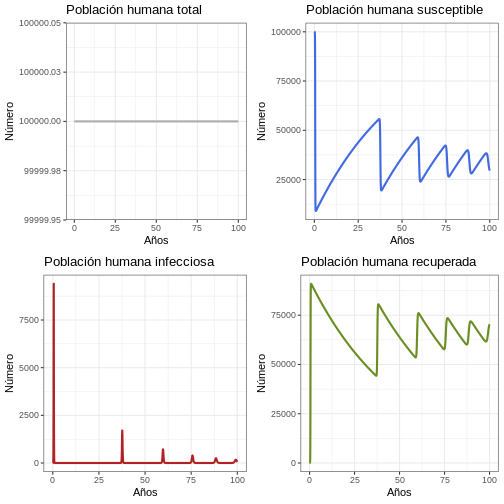 Población humana total
100000.05
100000.03
100000.00
99999.98
99999.95
Número
0 25 50 75 100
Años
Población humana susceptible
100000
75000
50000
25000
Número
0 25 50 75 100
Años
Población humana infecciosa
7500
5000
2500
0
Número
0 25 50 75 100
Años
Población humana recuperada
75000
50000
25000
0
Número
0 25 50 75 100
Años